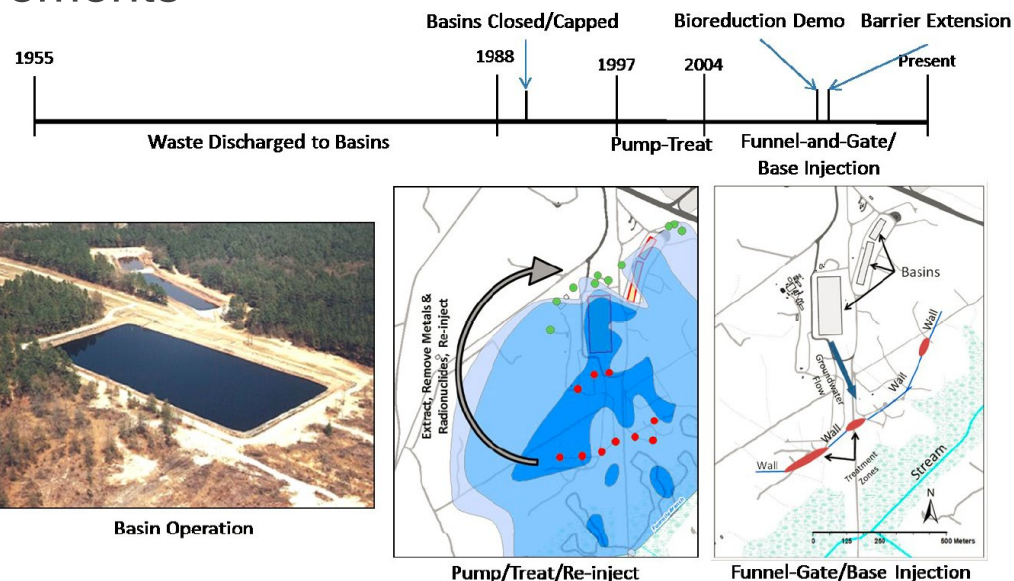 ements
Basins Closed/Capped
Bioreduction Demo
Barrier Extension
1955
1988
1997
2004
Present
Waste Discharged to Basins
Pump-Treat
Funnel-and-Gate/
Base Injection
Extract, Remove Metals &
Radionuclides, Re-inject
Basins
Wall
Groundwater
Flow
Wall
Wall
Wall
Treatment
Zones
Stream
N
0
125
250
500 Meters
Basin Operation
Pump/Treat/Re-inject
Funnel-Gate/Base Injection